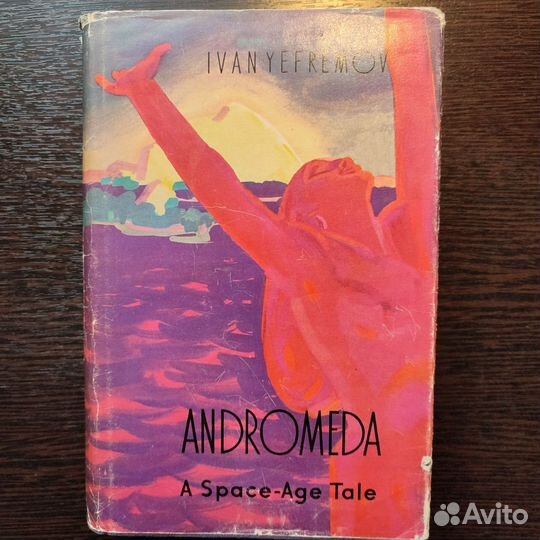 IVAN YEFREMOV
ANDROMEDA
A Space-Age Tale
Avito